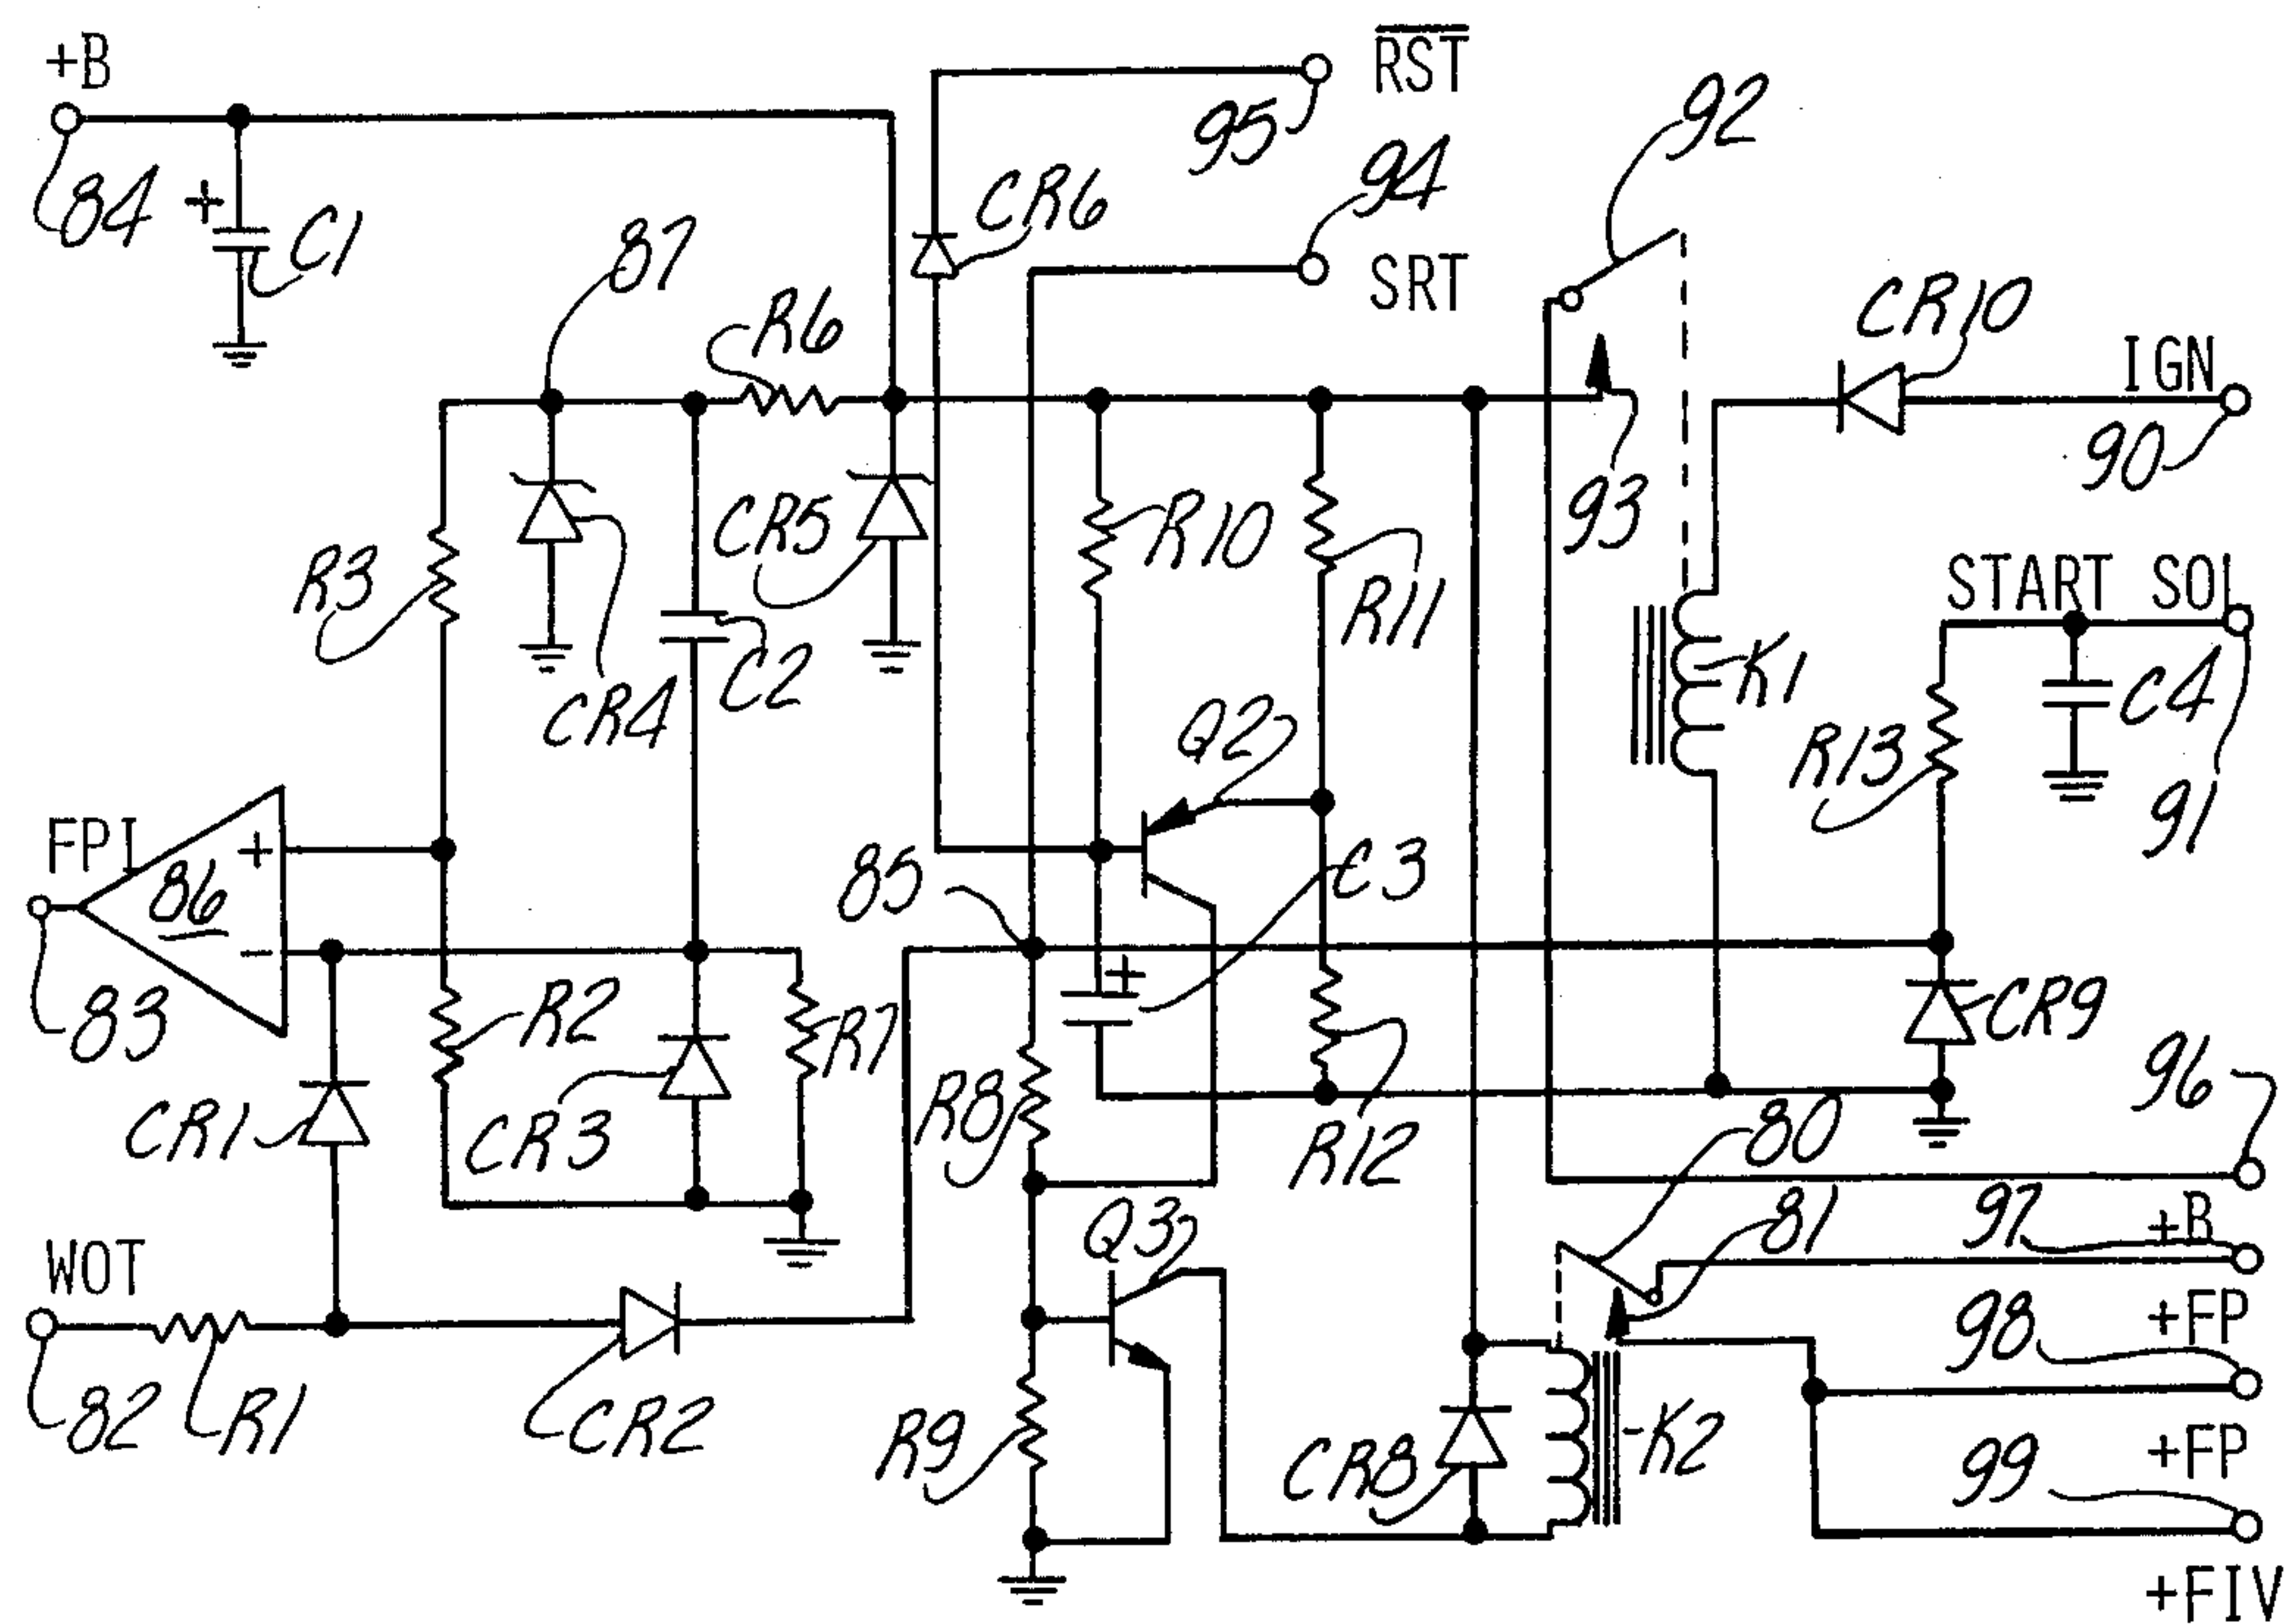 +B
84
+
C1
87
R6
CR6
RST
95
94
SRT
92
CR10
IGN
90
93
R3
CR4
CR5
C2
R10
R11
START SOL
K1
C4
R13
91
Q2
FPI
86
+
-
83
85
C3
+
R2
R7
CR1
CR3
R8
R12
CR9
96
80
81
97
+B
Q3
WOT
82
R1
CR2
98
+FP
R9
CR8
K2
99
+FP
+FIV